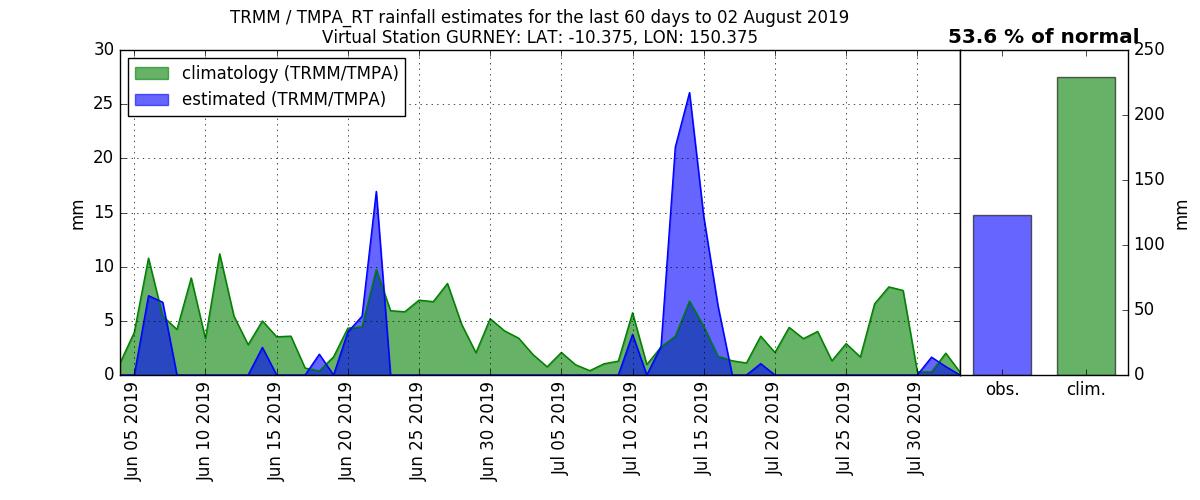 TRMM / TMPA_RT rainfall estimates for the last 60 days to 02 August 2019
Virtual Station GURNEY: LAT: -10.375, LON: 150.375
53.6 % of normal
climatology (TRMM/TMPA)
estimated (TRMM/TMPA)
30
25
20
15
10
5
0
mm
250
200
150
100
50
0
mm
Jun 05 2019
Jun 10 2019
Jun 15 2019
Jun 20 2019
Jun 25 2019
Jun 30 2019
Jul 05 2019
Jul 10 2019
Jul 15 2019
Jul 20 2019
Jul 25 2019
Jul 30 2019
obs.
clim.